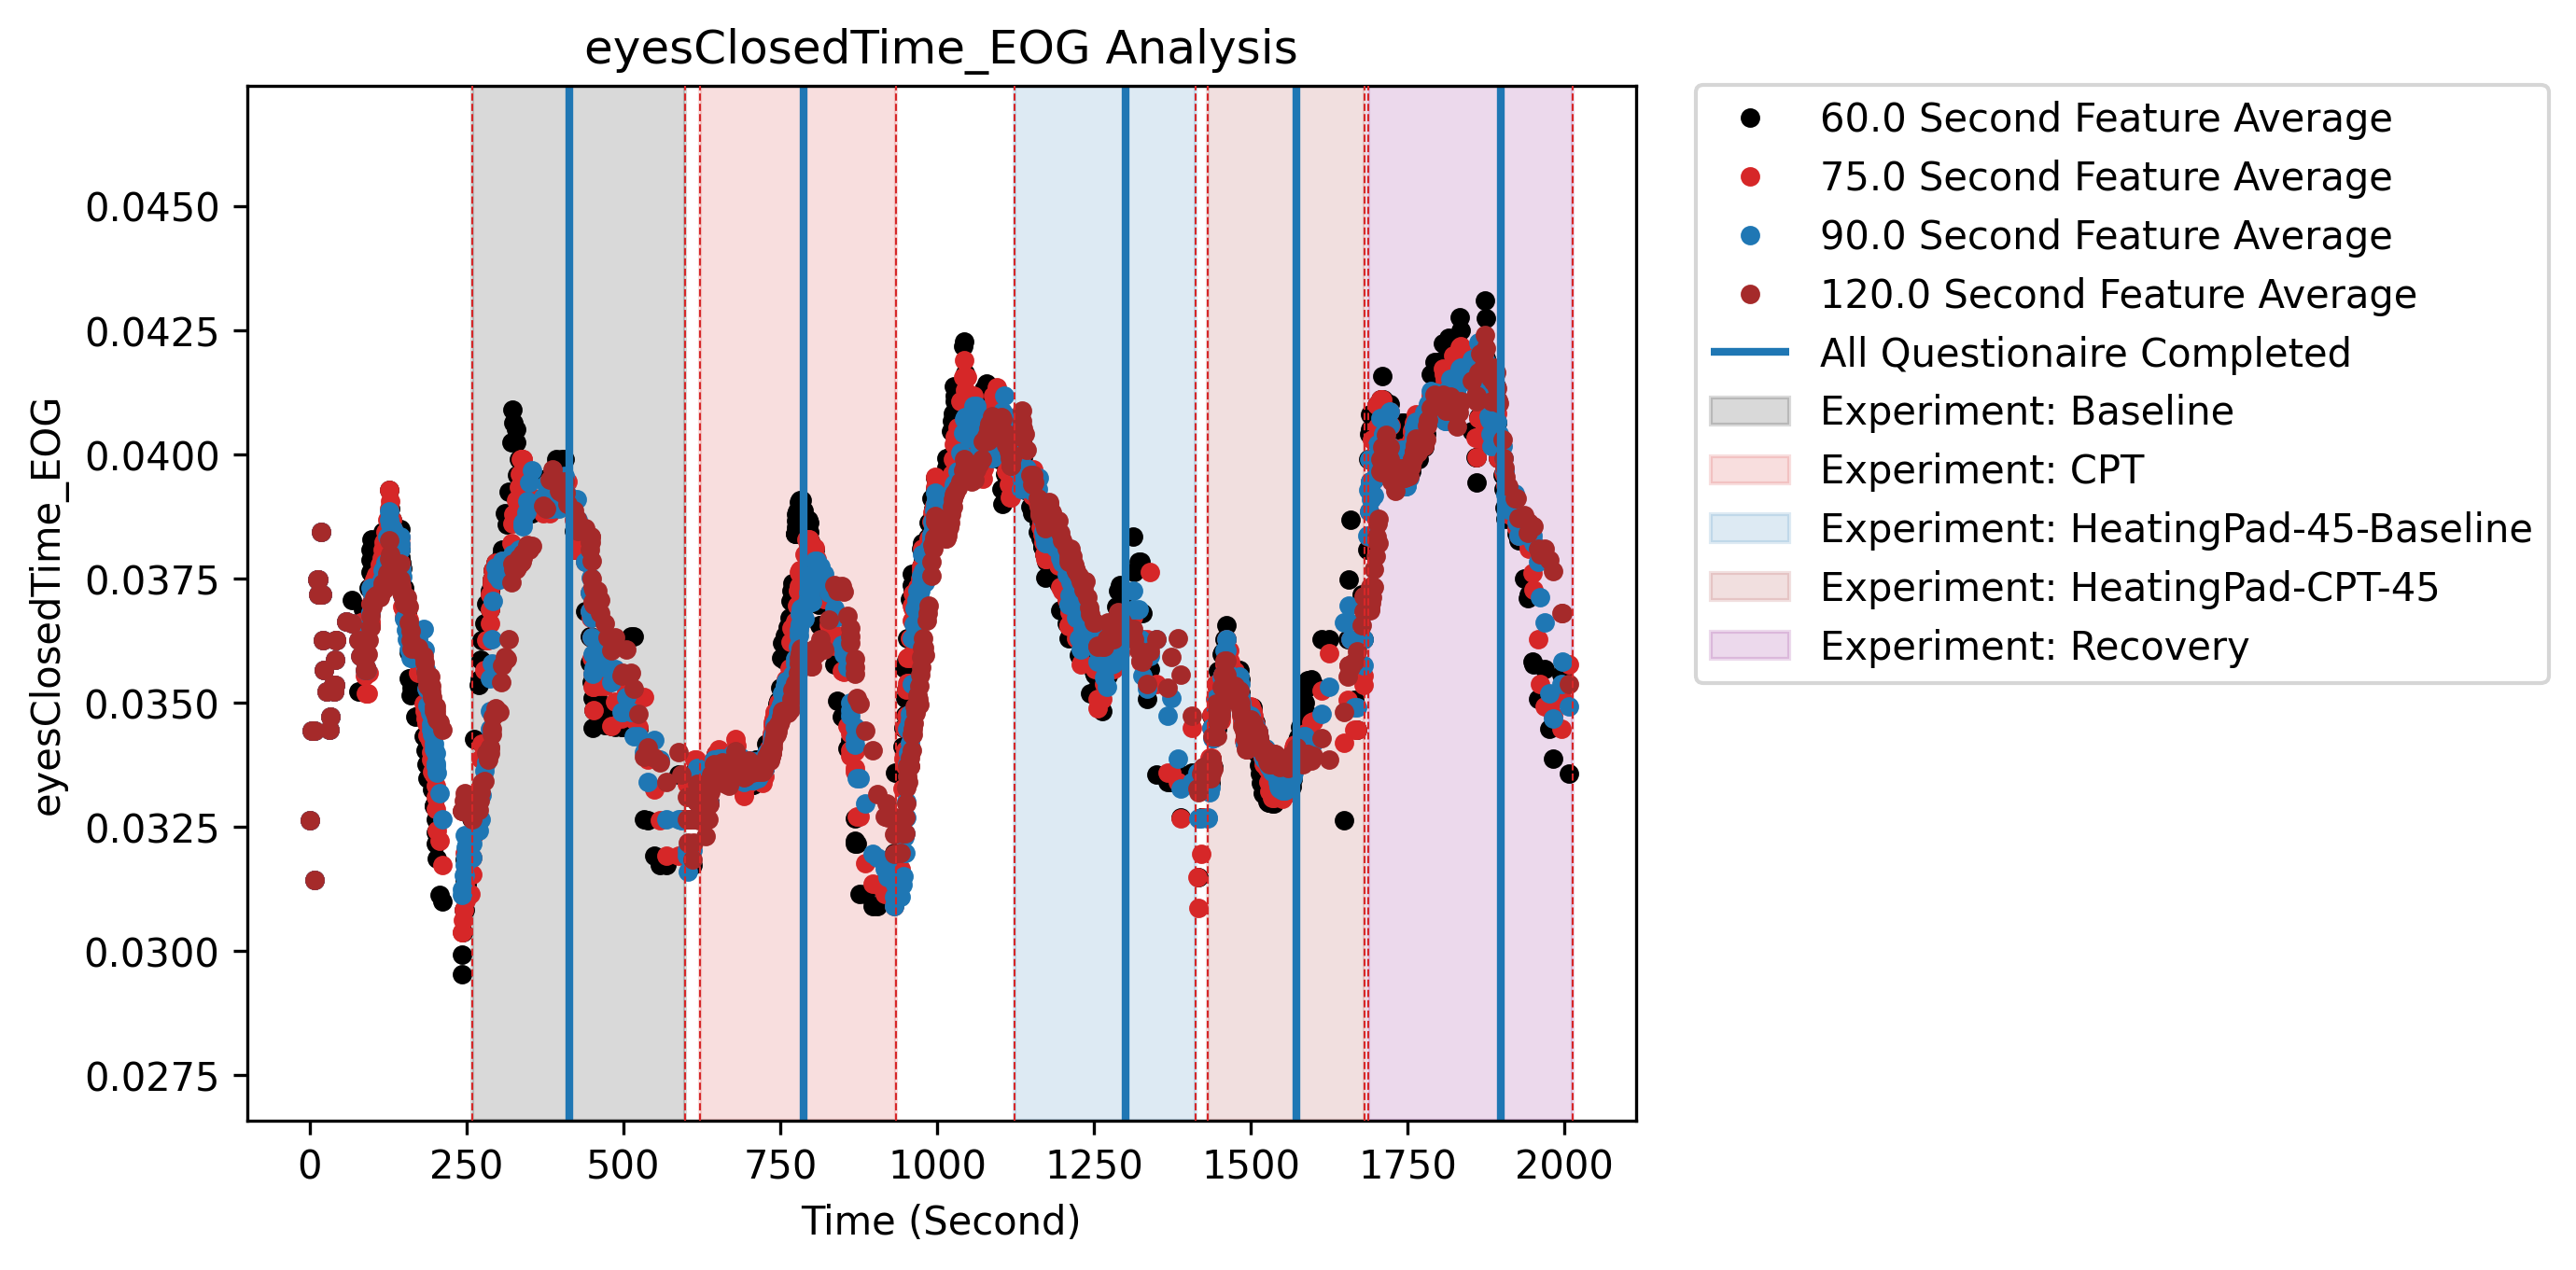 eyesClosedTime_EOG Analysis
eyesClosedTime_EOG
0.0450
0.0425
0.0400
0.0375
0.0350
0.0325
0.0300
0.0275
0 250 500 750 1000 1250 1500 1750 2000
Time (Second)
60.0 Second Feature Average
75.0 Second Feature Average
90.0 Second Feature Average
120.0 Second Feature Average
All Questionaire Completed
Experiment: Baseline
Experiment: CPT
Experiment: HeatingPad-45-Baseline
Experiment: HeatingPad-CPT-45
Experiment: Recovery